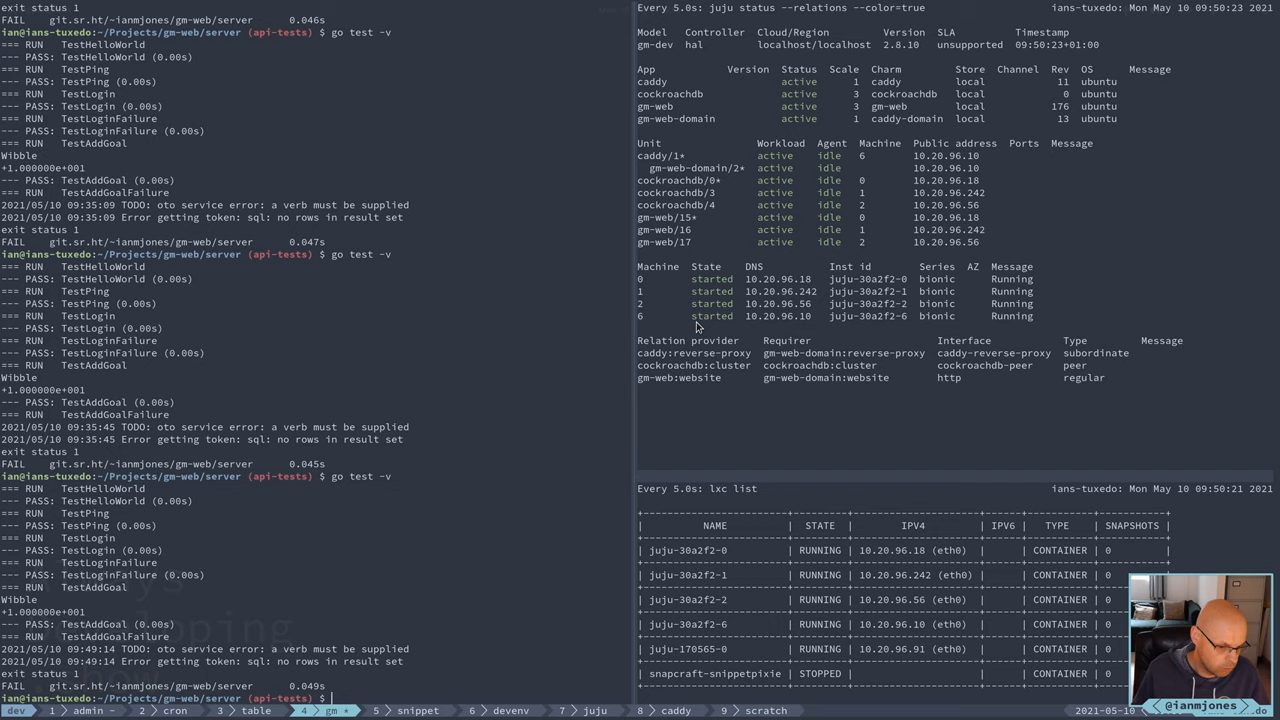 exit status 1
FAIL    git.sr.ht/~ianmjones/gm-web/server      0.046s
ian@ians-tuxedo:~/Projects/gm-web/server (api-tests) $ go test -v
=== RUN   TestHelloWorld
--- PASS: TestHelloWorld (0.00s)
=== RUN   TestPing
--- PASS: TestPing (0.00s)
=== RUN   TestLogin
--- PASS: TestLogin (0.00s)
=== RUN   TestLoginFailure
--- PASS: TestLoginFailure (0.00s)
=== RUN   TestAddGoal
Wibble
+1.000000e+001
--- PASS: TestAddGoal (0.00s)
=== RUN   TestAddGoalFailure
2021/05/10 09:35:09 TODO: oto service error: a verb must be supplied
2021/05/10 09:35:09 Error getting token: sql: no rows in result set
exit status 1
FAIL    git.sr.ht/~ianmjones/gm-web/server      0.047s
ian@ians-tuxedo:~/Projects/gm-web/server (api-tests) $ go test -v
=== RUN   TestHelloWorld
--- PASS: TestHelloWorld (0.00s)
=== RUN   TestPing
--- PASS: TestPing (0.00s)
=== RUN   TestLogin
--- PASS: TestLogin (0.00s)
=== RUN   TestLoginFailure
--- PASS: TestLoginFailure (0.00s)
=== RUN   TestAddGoal
Wibble
+1.000000e+001
--- PASS: TestAddGoal (0.00s)
=== RUN   TestAddGoalFailure
2021/05/10 09:35:45 TODO: oto service error: a verb must be supplied
2021/05/10 09:35:45 Error getting token: sql: no rows in result set
exit status 1
FAIL    git.sr.ht/~ianmjones/gm-web/server      0.045s
ian@ians-tuxedo:~/Projects/gm-web/server (api-tests) $ go test -v
=== RUN   TestHelloWorld
--- PASS: TestHelloWorld (0.00s)
=== RUN   TestPing
--- PASS: TestPing (0.00s)
=== RUN   TestLogin
--- PASS: TestLogin (0.00s)
=== RUN   TestLoginFailure
--- PASS: TestLoginFailure (0.00s)
=== RUN   TestAddGoal
Wibble
+1.000000e+001
--- PASS: TestAddGoal (0.00s)
=== RUN   TestAddGoalFailure
2021/05/10 09:49:14 TODO: oto service error: a verb must be supplied
2021/05/10 09:49:14 Error getting token: sql: no rows in result set
exit status 1
FAIL    git.sr.ht/~ianmjones/gm-web/server      0.049s
ian@ians-tuxedo:~/Projects/gm-web/server (api-tests) $
Every 5.0s: juju status --relations --color=true    ians-tuxedo: Mon May 10 09:50:23 2021
Model   Controller  Cloud/Region         Version  SLA          Timestamp
gm-dev  hal         localhost/localhost  2.8.10   unsupported  09:50:23+01:00
App            Version  Status  Scale  Charm         Store  Channel  Rev  OS      Message
caddy                   active      1  caddy         local            11  ubuntu
cockroachdb             active      3  cockroachdb   local             0  ubuntu
gm-web                  active      3  gm-web        local           176  ubuntu
gm-web-domain           active      1  caddy-domain  local            13  ubuntu
Unit               Workload  Agent  Machine  Public address  Ports  Message
caddy/1*           active    idle   6        10.20.96.10
gm-web-domain/2*  active    idle            10.20.96.10
cockroachdb/0*     active    idle   0        10.20.96.18
cockroachdb/3      active    idle   1        10.20.96.242
cockroachdb/4      active    idle   2        10.20.96.56
gm-web/15*         active    idle   0        10.20.96.18
gm-web/16          active    idle   1        10.20.96.242
gm-web/17          active    idle   2        10.20.96.56
Machine  State    DNS           Inst id        Series  AZ  Message
0        started  10.20.96.18   juju-30a2f2-0  bionic      Running
1        started  10.20.96.242  juju-30a2f2-1  bionic      Running
2        started  10.20.96.56   juju-30a2f2-2  bionic      Running
6        started  10.20.96.10   juju-30a2f2-6  bionic      Running
Relation provider    Requirer                     Interface            Type         Message
caddy:reverse-proxy  gm-web-domain:reverse-proxy  caddy-reverse-proxy  subordinate
cockroachdb:cluster  cockroachdb:cluster          cockroachdb-peer     peer
gm-web:website       gm-web-domain:website        http                 regular
Every 5.0s: lxc list    ians-tuxedo: Mon May 10 09:50:21 2021
| NAME | STATE | IPV4 | IPV6 | TYPE | SNAPSHOTS |
| juju-30a2f2-0 | RUNNING | 10.20.96.18 (eth0) | | CONTAINER | 0 |
| juju-30a2f2-1 | RUNNING | 10.20.96.242 (eth0) | | CONTAINER | 0
| juju-30a2f2-2 | RUNNING | 10.20.96.56 (eth0) | | CONTAINER | 0
| juju-30a2f2-6 | RUNNING | 10.20.96.10 (eth0) | | CONTAINER | 0
| juju-170565-0 | RUNNING | 10.20.96.91 (eth0) | | CONTAINER | 0
| snapcraft-snippetpixie | STOPPED | | | CONTAINER | 0
dev 1 admin - 2 cron 3 table 4 gm * 5 snippet 6 devenv 7 juju 8 caddy 9 scratch 2021-05-10
</> @ianmjones </>